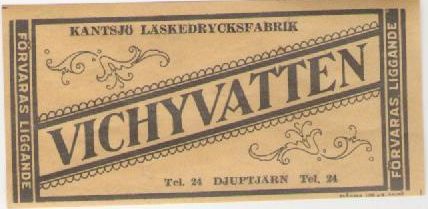 KANTSJÖ LÄSKEDRYCKSFABRIK
FÖRVARAS LIGGANDE
VICHYVATTEN
FÖRVARAS LIGGANDE
Tel. 24 DJUPTJÄRN Tel. 24